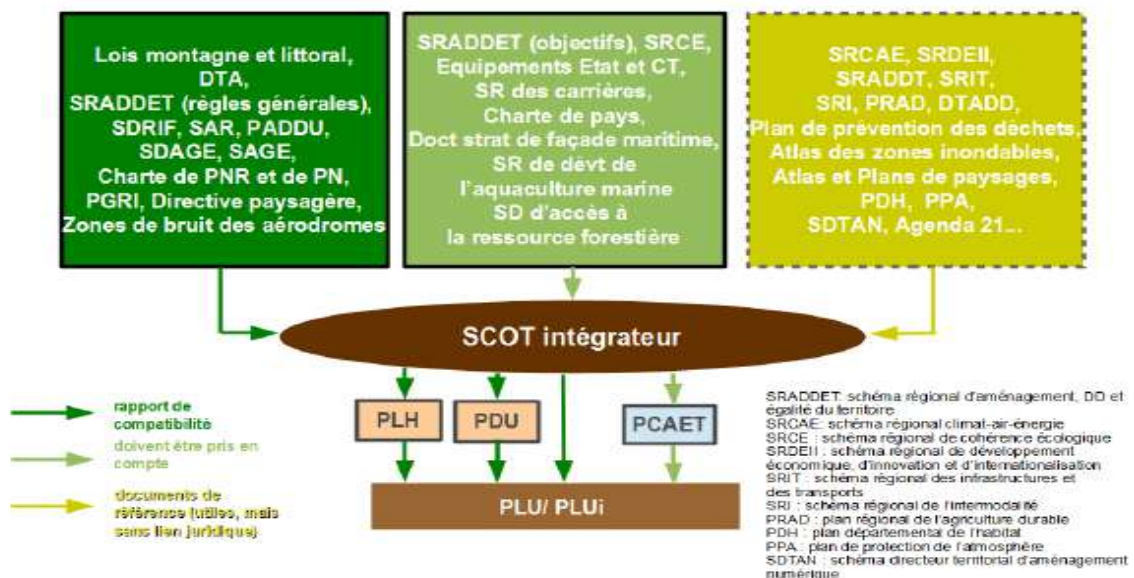 Lois montagne et littoral,
DTA,
SRADDET (règles générales),
SDRIF, SAR, PADDU,
SDAGE, SAGE,
Charte de PNR et de PN,
PGRI, Directive paysagère,
Zones de bruit des aérodromes
SRADDET (objectifs), SRCE,
Equipements Etat et CT,
SR des carrières,
Charte de pays,
Doct strat de façade maritime,
SR de dévt de
l'aquaculture marine
SD d'accès à
la ressource forestière
SRCAE, SRDEII,
SRADDT, SRIT,
SRI, PRAD, DTADD,
Plan de prévention des déchets,
Atlas des zones inondables,
Atlas et Plans de paysages,
PDH, PPA,
SDTAN, Agenda 21...
SCOT intégrateur
PLH
PDU
PCAET
PLU/ PLUi
rapport de
compatibilité
doivent être pris en
compte
documents de
référence (utiles, mais
sans lien juridique)
SRADDET: schéma régional d'aménagement, DD et
égalité du territoire
SRCAE: schéma régional climat-air-énergie
SRCE : schéma régional de cohérence écologique
SRDEII : schéma régional de développement
économique, d'innovation et d'internationalisation
SRIT : schéma régional des infrastructures et
des transports
SRI : schéma régional de l'intermodalité
PRAD : plan régional de l'agriculture durable
PDH : plan départemental de l'habitat
PPA : plan de protection de l'atmosphère
SDTAN : schéma directeur territorial d'aménagement
numérique